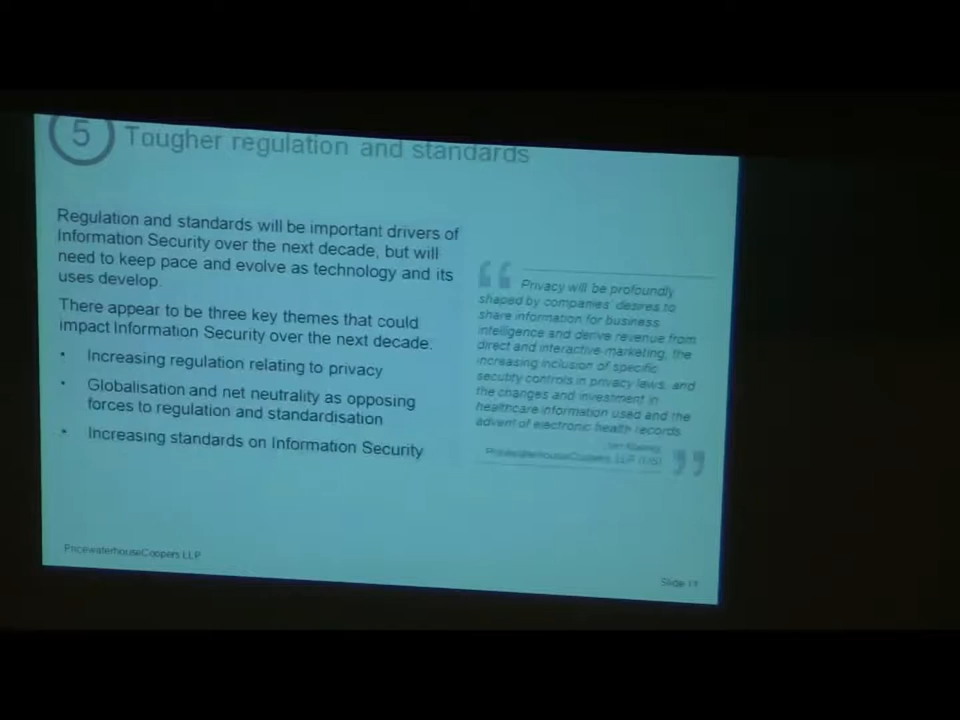 5
Tougher regulation and standards
Regulation and standards will be important drivers of
Information Security over the next decade, but will
need to keep pace and evolve as technology and its
uses develop.
There appear to be three key themes that could
impact Information Security over the next decade:
• Increasing regulation relating to privacy
• Globalisation and net neutrality as opposing
forces to regulation and standardisation
• Increasing standards on Information Security
“ Privacy will be profoundly
shaped by companies’ desires to
share information for business
intelligence and derive revenue from
direct and interactive marketing, the
increasing inclusion of specific
security controls in privacy laws, and
the changes and investment in
healthcare information used and the
advent of electronic health records.
PricewaterhouseCoopers LLP (US) ”
PricewaterhouseCoopers LLP
Slide